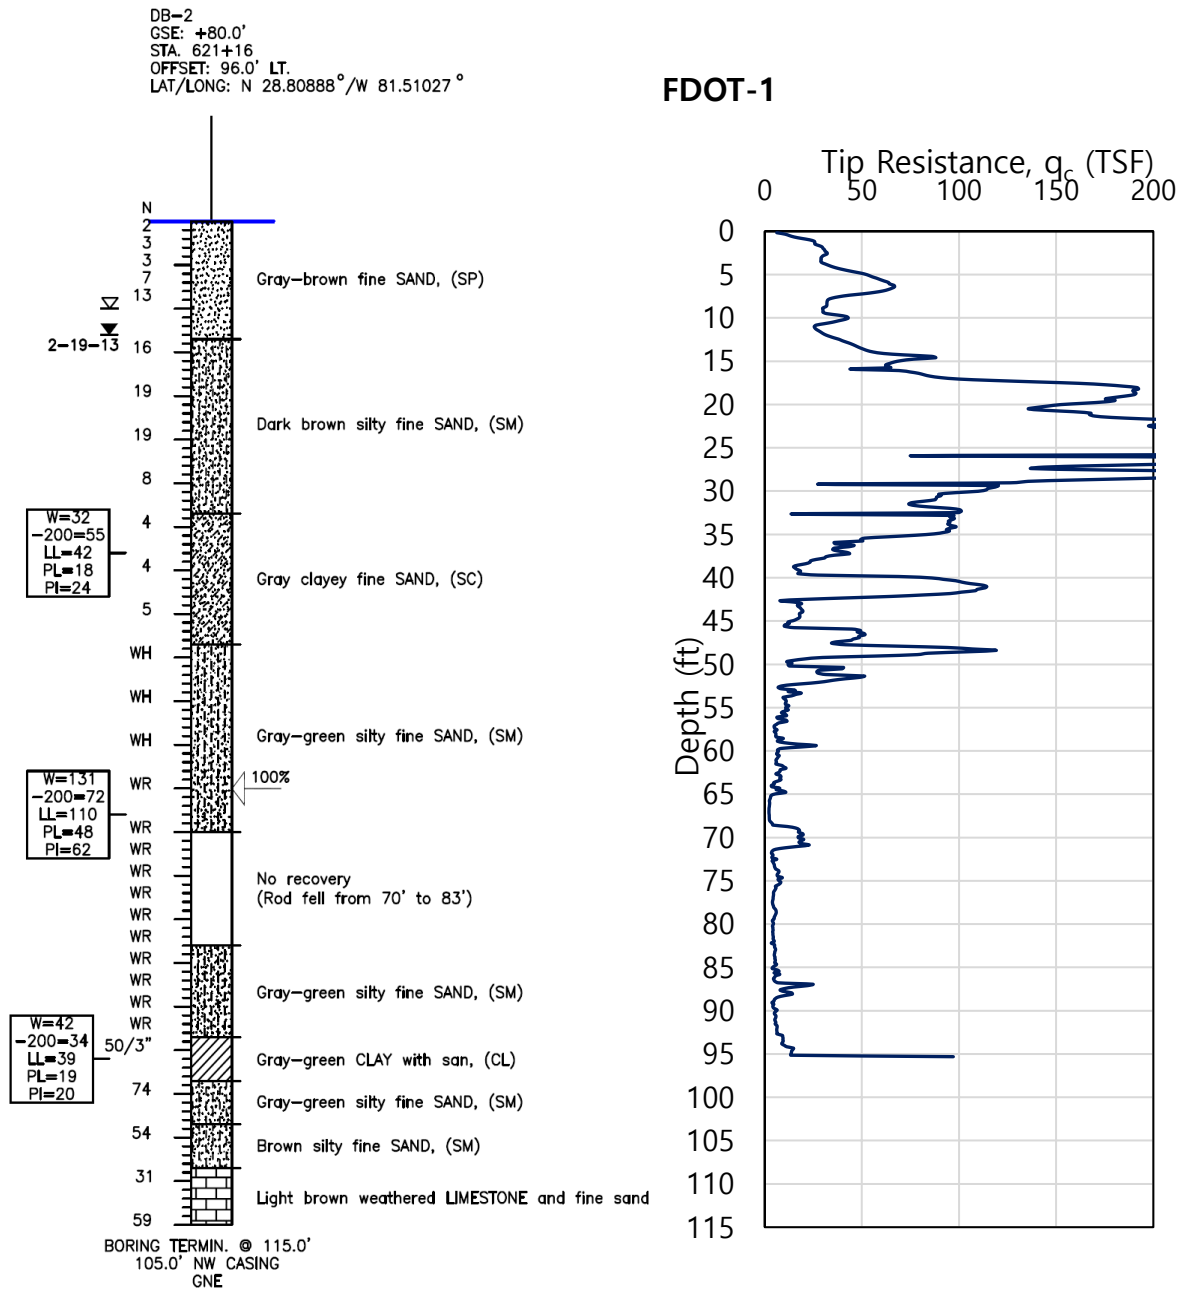 DB-2
GSE: +80.0'
STA. 621+16
OFFSET: 96.0' LT.
LAT/LONG: N 28.80888°/W 81.51027°
N
2
3
3
7
13
2-19-13
16
19
19
8
4
4
5
WH
WH
WH
WR
WR
WR
WR
WR
WR
WR
WR
WR
WR
WR
50/3"
74
54
31
59
W=32
-200=55
LL=42
PL=18
PI=24
W=131
-200=72
LL=110
PL=48
PI=62
W=42
-200=34
LL=39
PL=19
PI=20
Gray-brown fine SAND, (SP)
Dark brown silty fine SAND, (SM)
Gray clayey fine SAND, (SC)
Gray-green silty fine SAND, (SM)
100%
No recovery
(Rod fell from 70' to 83')
Gray-green silty fine SAND, (SM)
Gray-green CLAY with san, (CL)
Gray-green silty fine SAND, (SM)
Brown silty fine SAND, (SM)
Light brown weathered LIMESTONE and fine sand
BORING TERMIN. @ 115.0'
105.0' NW CASING
GNE
FDOT-1
Tip Resistance, qc (TSF)
0 50 100 150 200
0
5
10
15
20
25
30
35
40
45
50
55
60
65
70
75
80
85
90
95
100
105
110
115
Depth (ft)